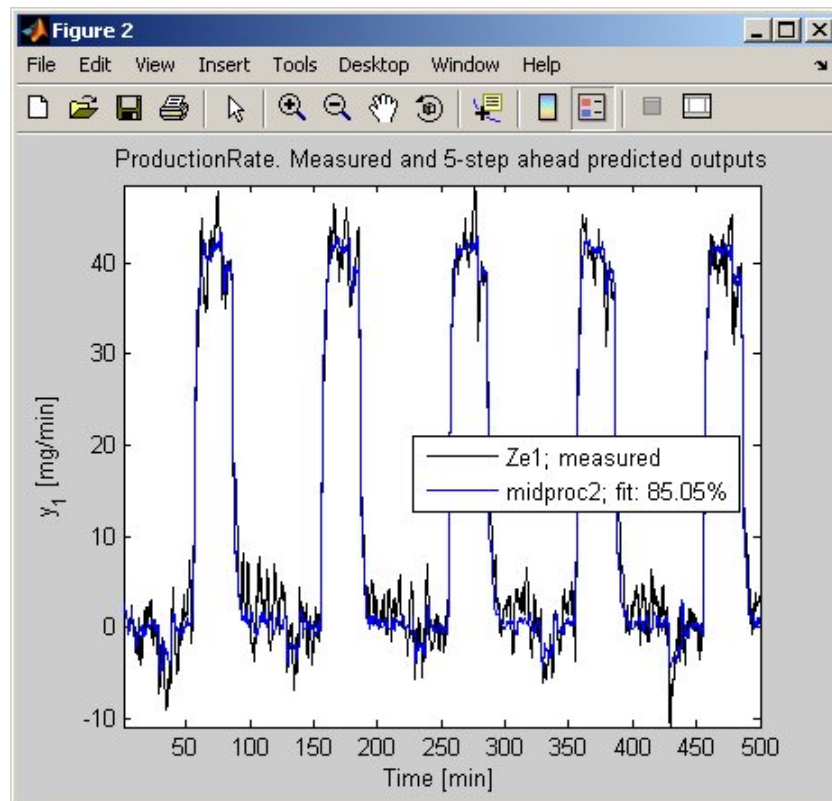 Figure 2
File Edit View Insert Tools Desktop Window Help
ProductionRate. Measured and 5-step ahead predicted outputs
40
30
20
10
0
-10
y1 [mg/min]
Ze1; measured
midproc2; fit: 85.05%
50 100 150 200 250 300 350 400 450 500
Time [min]